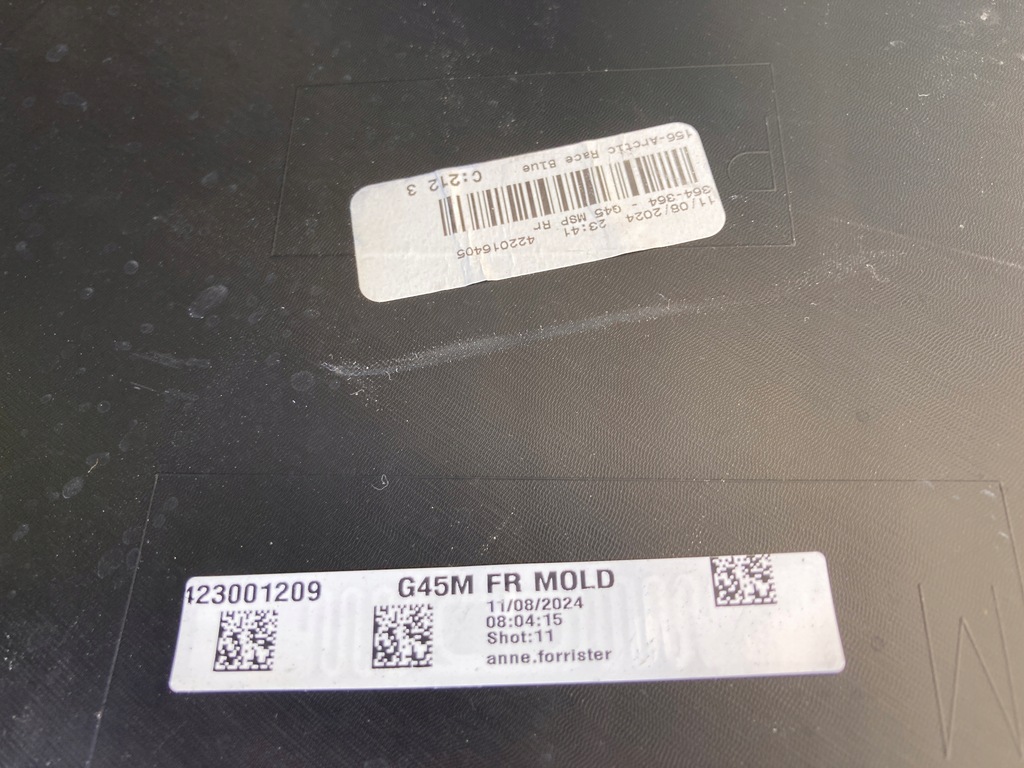 11/06/2024 23:41 422016405
364-364 - G45 MSP Rr
156-Arctic Race Blue C:212 3
423001209
G45M FR MOLD
11/08/2024
08:04:15
Shot:11
anne.forrister
M